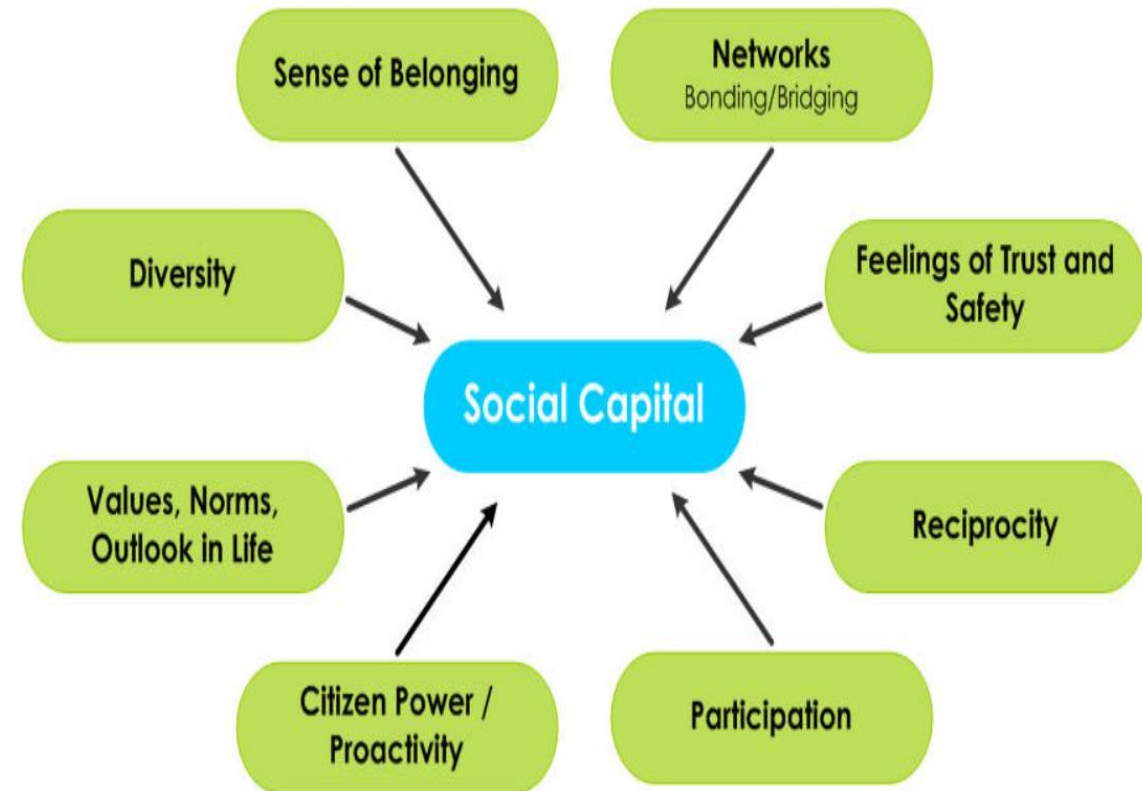 Sense of Belonging
Networks
Bonding/Bridging
Diversity
Feelings of Trust and
Safety
Social Capital
Values, Norms,
Outlook in Life
Reciprocity
Citizen Power /
Proactivity
Participation